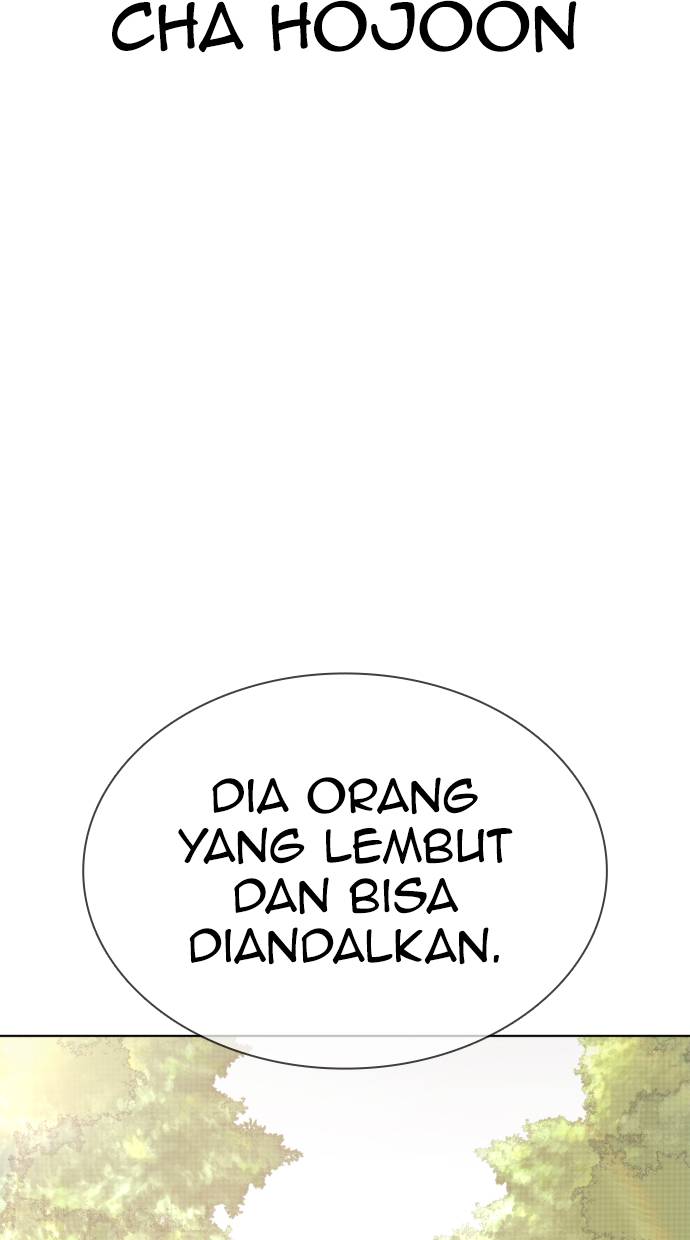 CHA HOJOON
DIA ORANG
YANG LEMBUT
DAN BISA
DIANDALKAN.